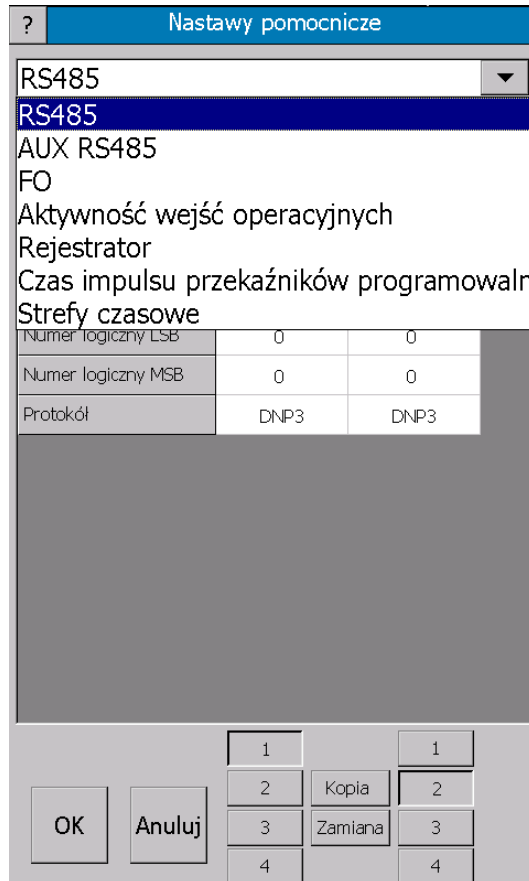 ? Nastawy pomocnicze
RS485
RS485
AUX RS485
FO
Aktywność wejść operacyjnych
Rejestrator
Czas impulsu przekaźników programowaln
Strefy czasowe
Numer logiczny LSB 0 0
Numer logiczny MSB 0 0
Protokół DNP3 DNP3
1 1
2 Kopia 2
OK Anuluj 3 Zamiana 3
4 4